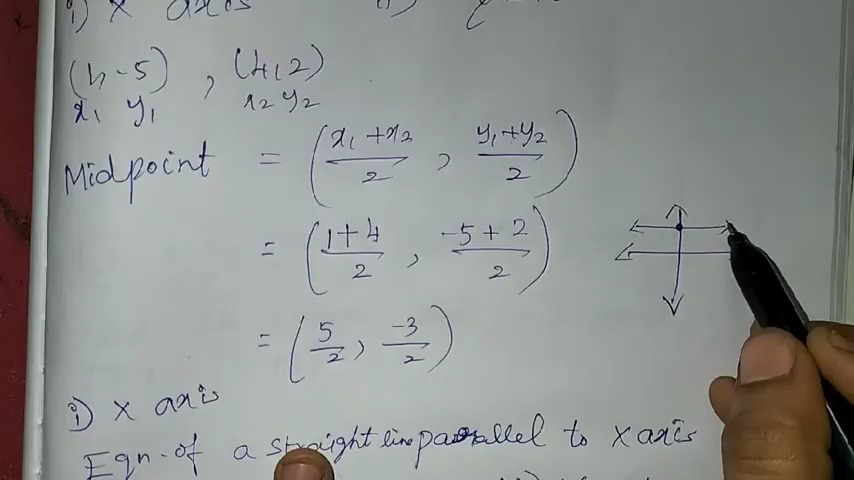 i) X axis
(1, -5) , (4, 2)
x₁ y₁ x₂ y₂
Midpoint = ( (x₁ + x₂)/2 , (y₁ + y₂)/2 )
= ( (1 + 4)/2 , (-5 + 2)/2 )
= ( 5/2 , -3/2 )
i) X axis
Eqn. of a straight line parallel to X axis